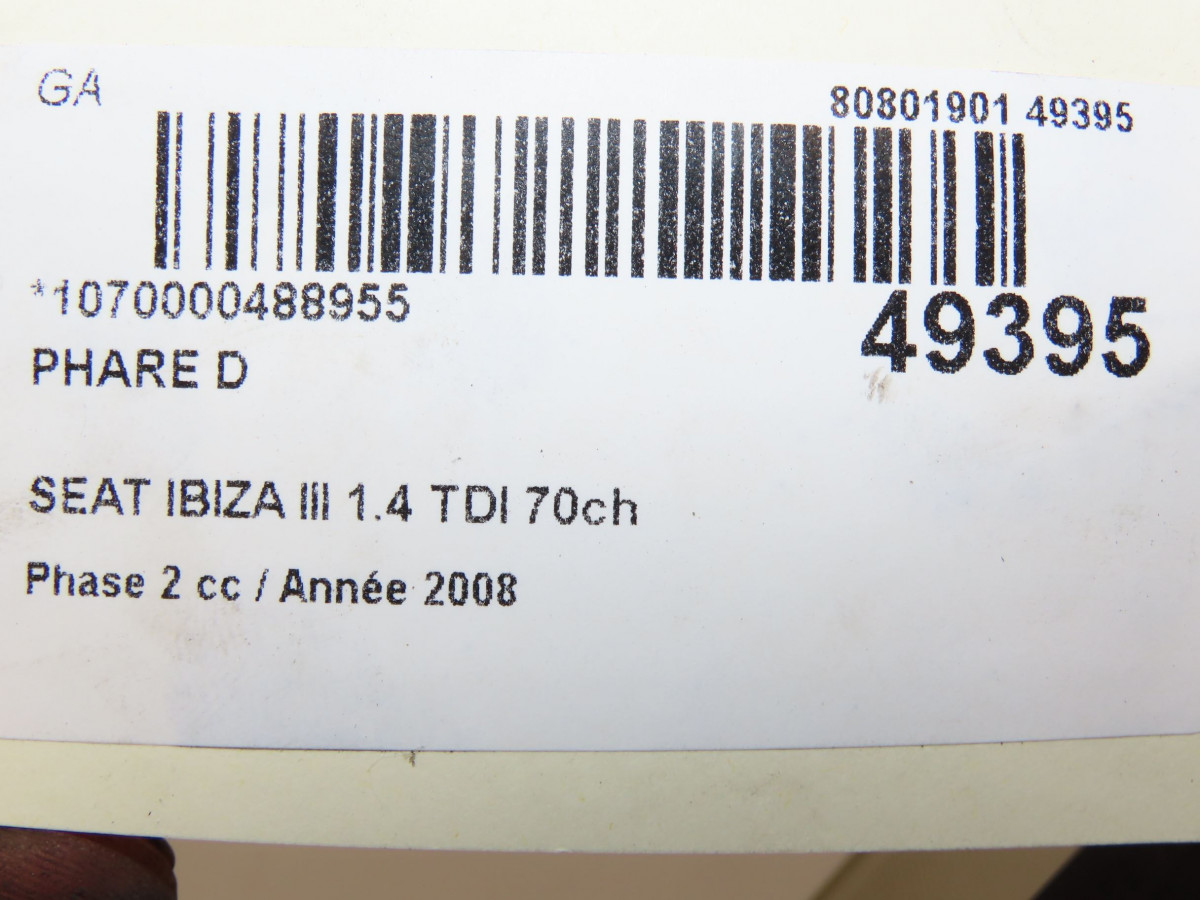 GA
80801901 49395
*1070000488955
49395
PHARE D
SEAT IBIZA III 1.4 TDI 70ch
Phase 2 cc / Année 2008